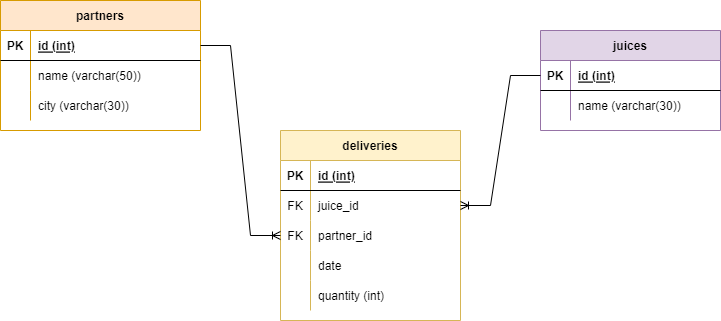 partners
PK id (int)
name (varchar(50))
city (varchar(30))
juices
PK id (int)
name (varchar(30))
deliveries
PK id (int)
FK juice_id
FK partner_id
date
quantity (int)